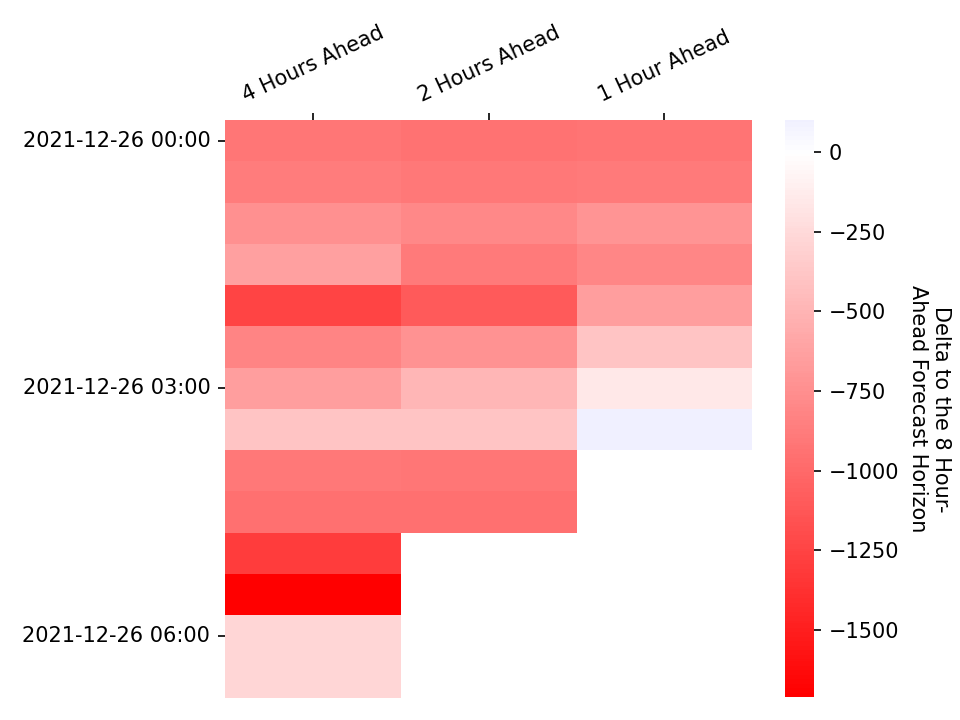 4 Hours Ahead
2 Hours Ahead
1 Hour Ahead
2021-12-26 00:00
2021-12-26 03:00
2021-12-26 06:00
0
−250
−500
−750
−1000
−1250
−1500
Delta to the 8 Hour-
Ahead Forecast Horizon